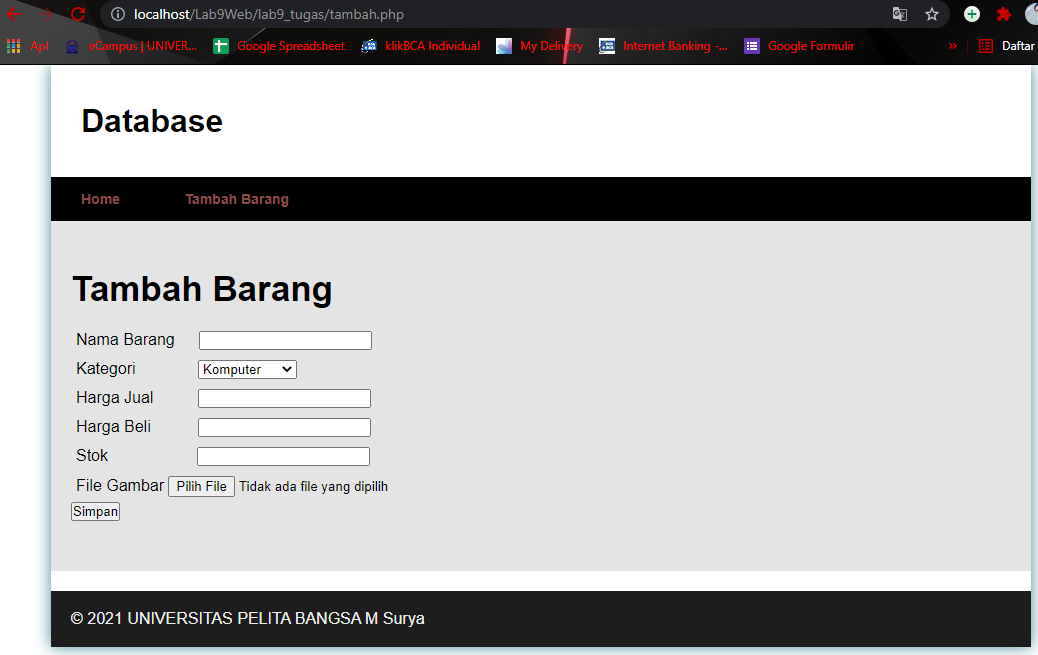 localhost/Lab9Web/lab9_tugas/tambah.php
Apl eCampus | UNIVER... Google Spreadsheet klikBCA Individual My Delivery Internet Banking -... Google Formulir » Daftar
Database
Home Tambah Barang
Tambah Barang
Nama Barang
Kategori Komputer
Harga Jual
Harga Beli
Stok
File Gambar Pilih File Tidak ada file yang dipilih
Simpan
© 2021 UNIVERSITAS PELITA BANGSA M Surya